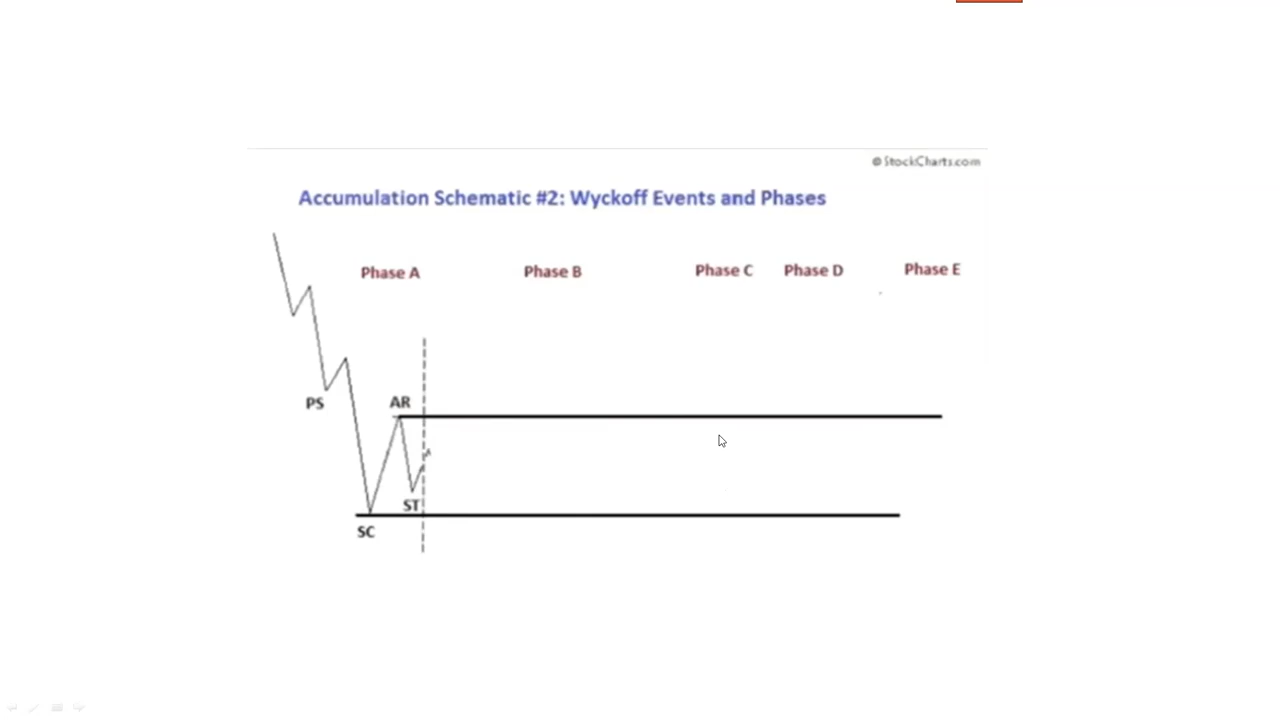 © StockCharts.com
Accumulation Schematic #2: Wyckoff Events and Phases
Phase A Phase B Phase C Phase D Phase E
PS
AR
ST
SC